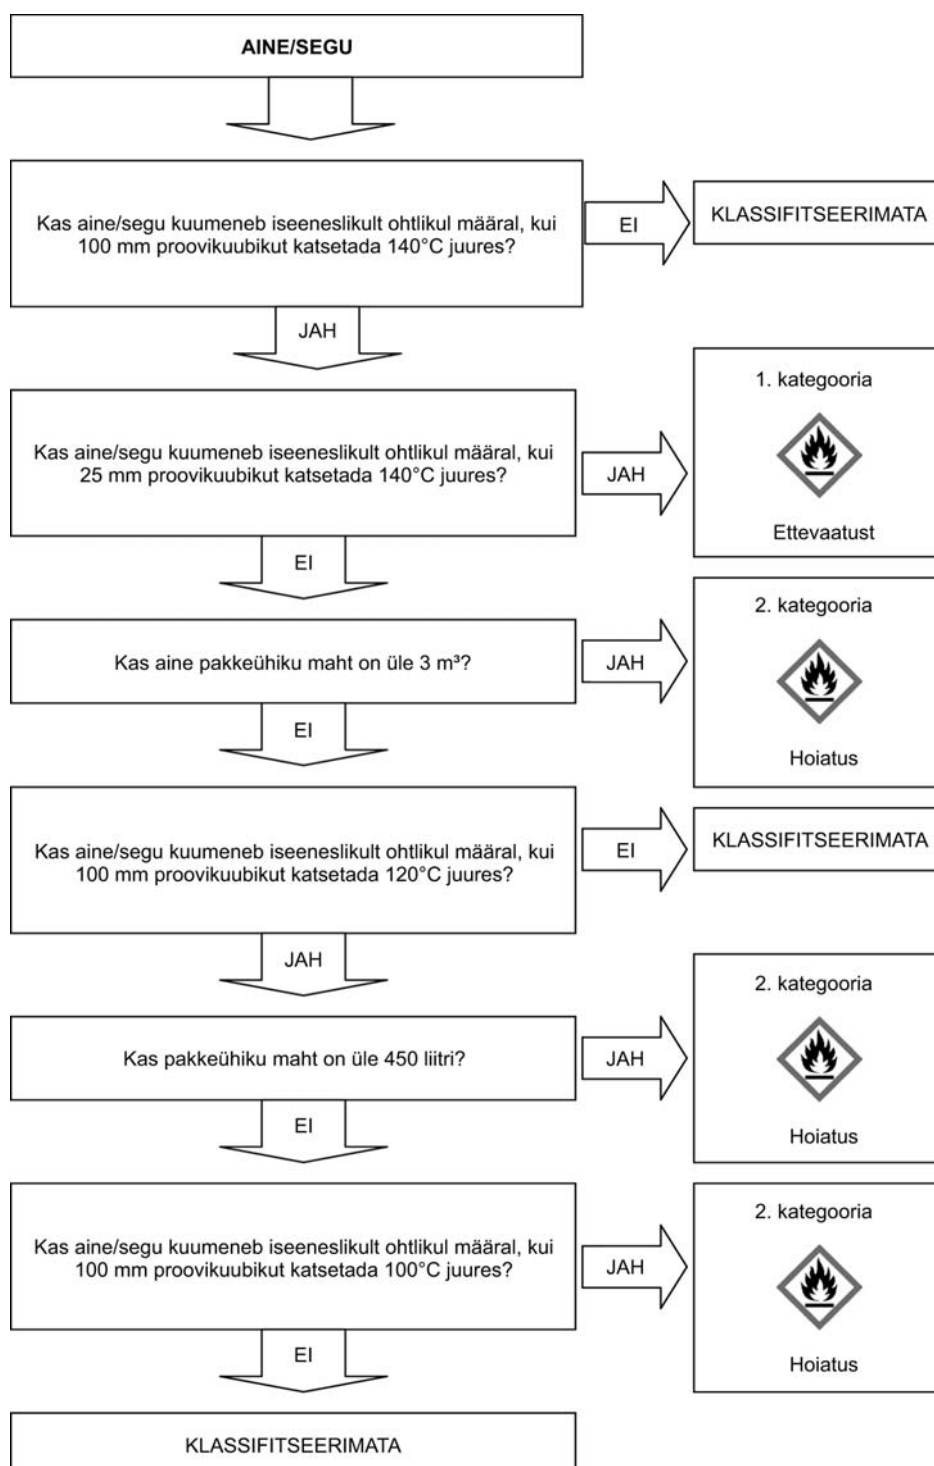 AINE/SEGU
Kas aine/segu kuumeneb iseeneslikult ohtlikul määral, kui
100 mm proovikuubikut katsetada 140°C juures?
EI
KLASSIFITSEERIMATA
JAH
Kas aine/segu kuumeneb iseeneslikult ohtlikul määral, kui
25 mm proovikuubikut katsetada 140°C juures?
JAH
1. kategooria
Ettevaatust
EI
Kas aine pakkeühiku maht on üle 3 m³?
JAH
2. kategooria
Hoiatus
EI
Kas aine/segu kuumeneb iseeneslikult ohtlikul määral, kui
100 mm proovikuubikut katsetada 120°C juures?
EI
KLASSIFITSEERIMATA
JAH
Kas pakkeühiku maht on üle 450 liitri?
JAH
2. kategooria
Hoiatus
EI
Kas aine/segu kuumeneb iseeneslikult ohtlikul määral, kui
100 mm proovikuubikut katsetada 100°C juures?
JAH
2. kategooria
Hoiatus
EI
KLASSIFITSEERIMATA